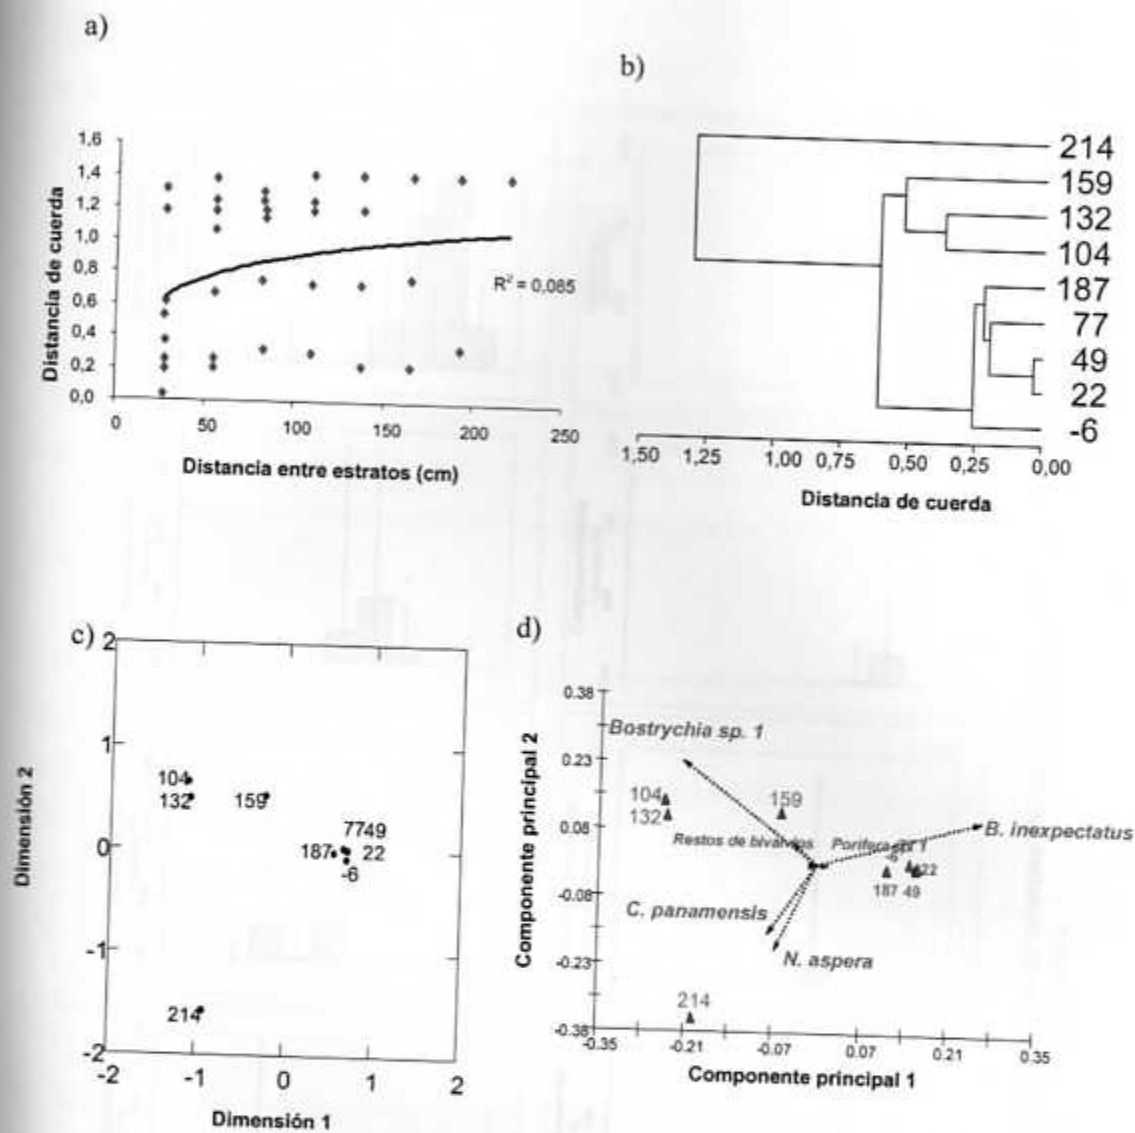 a)
1,6
1,4
1,2
1,0
0,8
0,6
0,4
0,2
0,0
Distancia de cuerda
R² = 0,085
0 50 100 150 200 250
Distancia entre estratos (cm)
b)
214
159
132
104
187
77
49
22
-6
1,50 1,25 1,00 0,75 0,50 0,25 0,00
Distancia de cuerda
c)
2
1
0
-1
-2
Dimensión 2
104
132
159
7749
187 22
-6
214
-2 -1 0 1 2
Dimensión 1
d)
0.38
0.23
0.08
-0.08
-0.23
-0.38
Componente principal 2
Bostrychia sp. 1
104
132
159
B. inexpectatus
Restos de bivalvos
Porifera sp. 1
-6
22
187 49
C. panamensis
N. aspera
214
-0.35 -0.21 -0.07 0.07 0.21 0.35
Componente principal 1